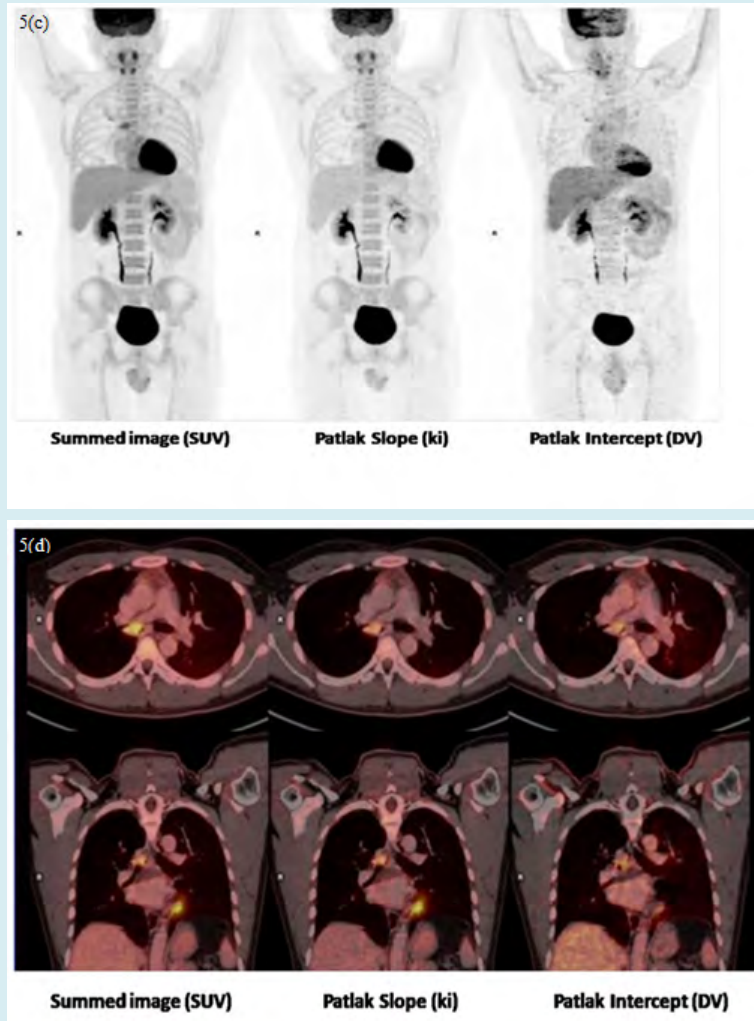 5(c)
Summed image (SUV) Patlak Slope (ki) Patlak Intercept (DV)
5(d)
Summed image (SUV) Patlak Slope (ki) Patlak Intercept (DV)